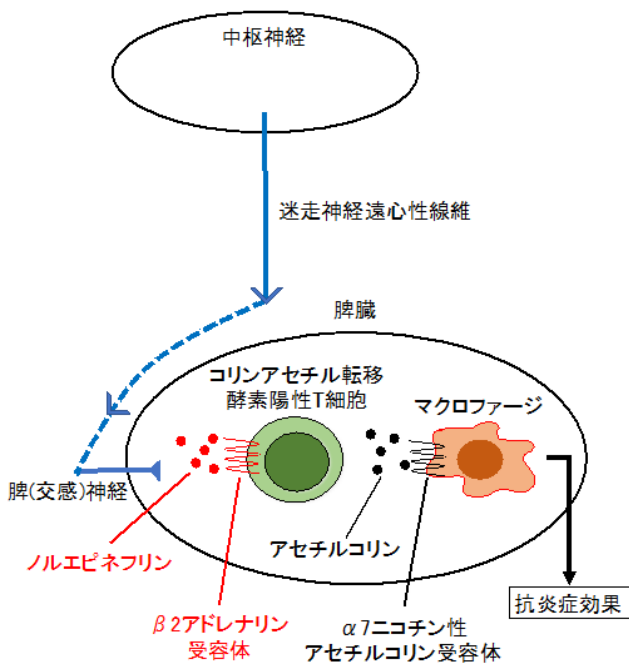 中枢神経
迷走神経遠心性線維
脾臓
コリンアセチル転移
酵素陽性T細胞
マクロファージ
脾(交感)神経
ノルエピネフリン
アセチルコリン
β2アドレナリン
受容体
α7ニコチン性
アセチルコリン受容体
抗炎症効果